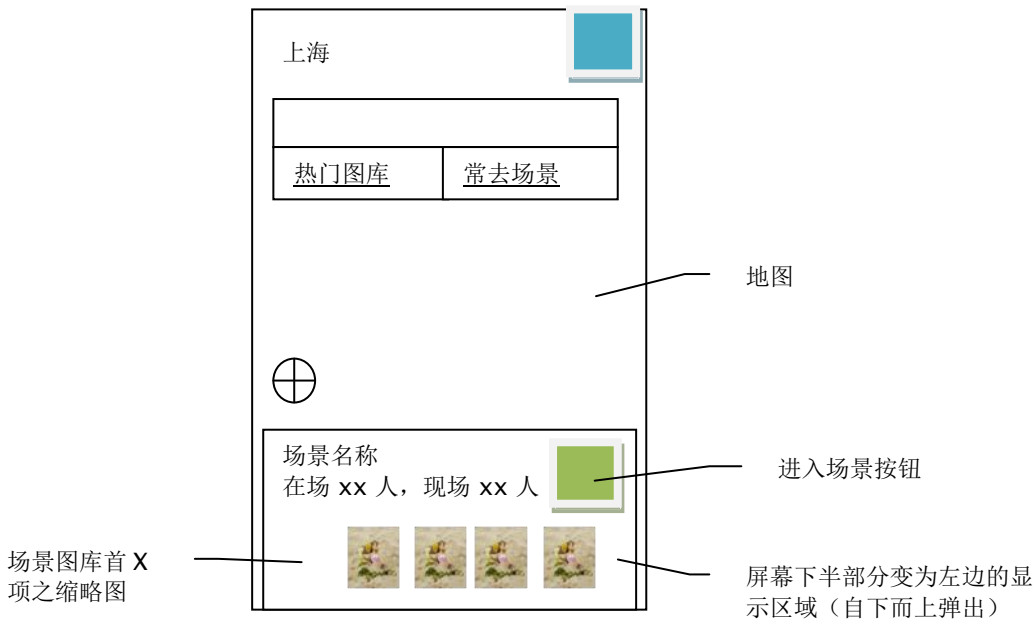 上海
热门图库
常去场景
地图
场景名称
在场 xx 人，现场 xx 人
进入场景按钮
场景图库首 X
项之缩略图
屏幕下半部分变为左边的显
示区域（自下而上弹出）